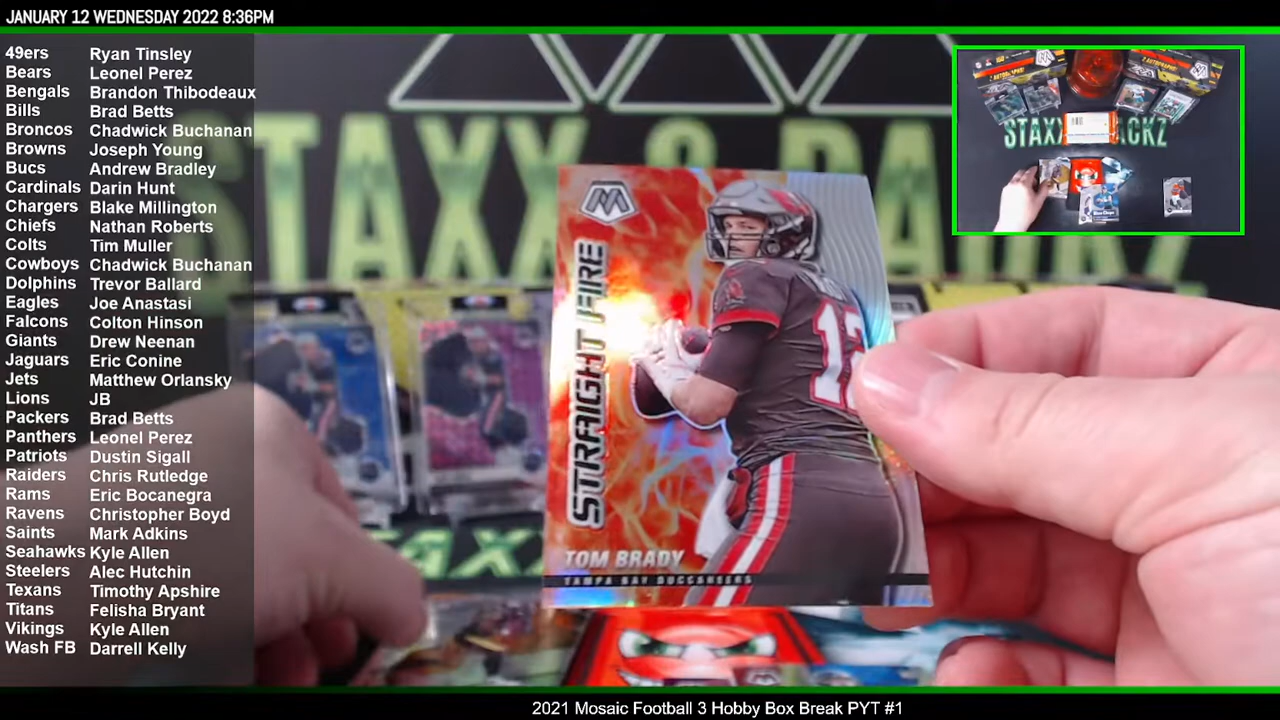 JANUARY 12 WEDNESDAY 2022 8:36PM
49ers Ryan Tinsley
Bears Leonel Perez
Bengals Brandon Thibodeaux
Bills Brad Betts
Broncos Chadwick Buchanan
Browns Joseph Young
Bucs Andrew Bradley
Cardinals Darin Hunt
Chargers Blake Millington
Chiefs Nathan Roberts
Colts Tim Muller
Cowboys Chadwick Buchanan
Dolphins Trevor Ballard
Eagles Joe Anastasi
Falcons Colton Hinson
Giants Drew Neenan
Jaguars Eric Conine
Jets Matthew Orlansky
Lions JB
Packers Brad Betts
Panthers Leonel Perez
Patriots Dustin Sigall
Raiders Chris Rutledge
Rams Eric Bocanegra
Ravens Christopher Boyd
Saints Mark Adkins
Seahawks Kyle Allen
Steelers Alec Hutchin
Texans Timothy Apshire
Titans Felisha Bryant
Vikings Kyle Allen
Wash FB Darrell Kelly
STRAIGHT FIRE
12
TOM BRADY
TAMPA BAY BUCCANEERS
2021 Mosaic Football 3 Hobby Box Break PYT #1